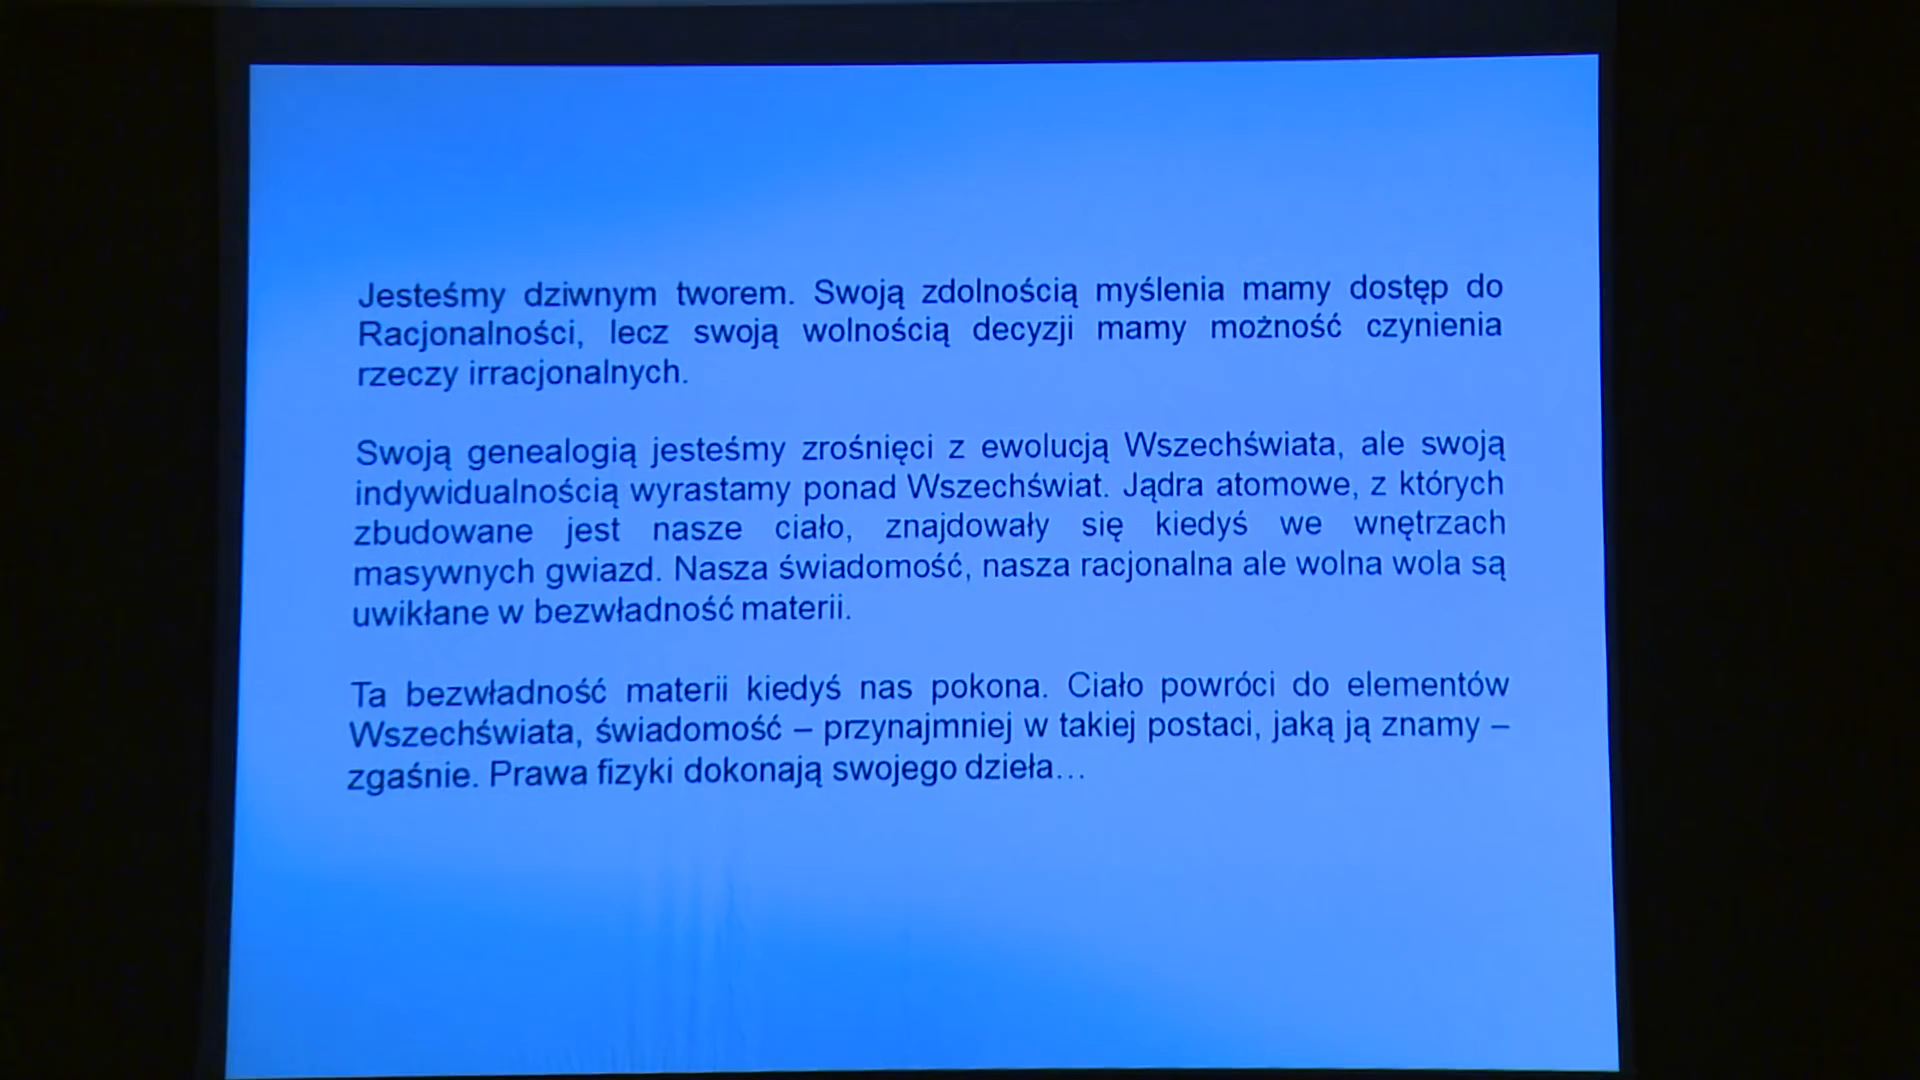 Jesteśmy dziwnym tworem. Swoją zdolnością myślenia mamy dostęp do
Racjonalności, lecz swoją wolnością decyzji mamy możność czynienia
rzeczy irracjonalnych.
Swoją genealogią jesteśmy zrośnięci z ewolucją Wszechświata, ale swoją
indywidualnością wyrastamy ponad Wszechświat. Jądra atomowe, z których
zbudowane jest nasze ciało, znajdowały się kiedyś we wnętrzach
masywnych gwiazd. Nasza świadomość, nasza racjonalna ale wolna wola są
uwikłane w bezwładność materii.
Ta bezwładność materii kiedyś nas pokona. Ciało powróci do elementów
Wszechświata, świadomość – przynajmniej w takiej postaci, jaką ją znamy –
zgaśnie. Prawa fizyki dokonają swojego dzieła…